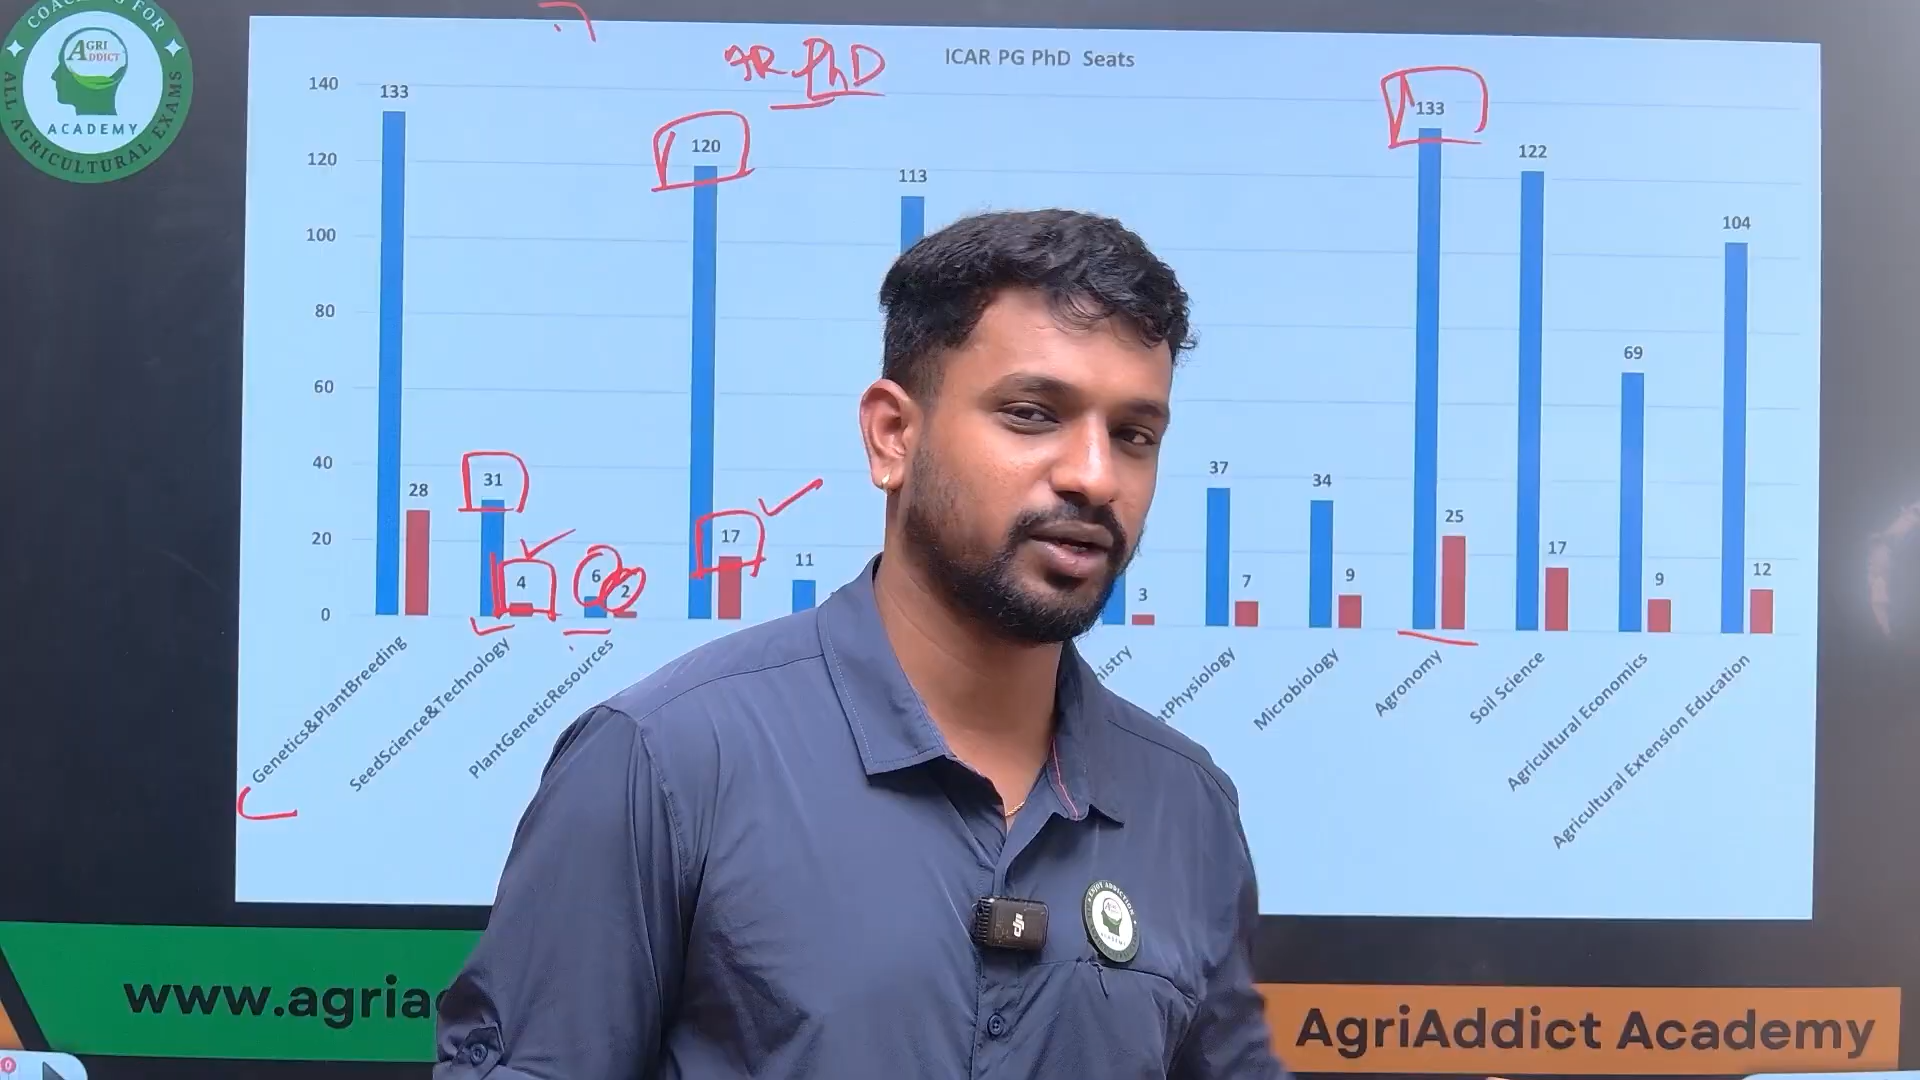 COACHING FOR
ALL AGRICULTURAL EXAMS
AGRI
ADDICT
ACADEMY
PhD
ICAR PG PhD Seats
140
120
100
80
60
40
20
0
133
28
31
4
6
2
120
17
11
113
3
37
7
34
9
133
25
122
17
69
9
104
12
Genetics&PlantBreeding
SeedScience&Technology
PlantGeneticResources
Microbiology
Agronomy
Soil Science
Agricultural Economics
Agricultural Extension Education
AgriAddict Academy